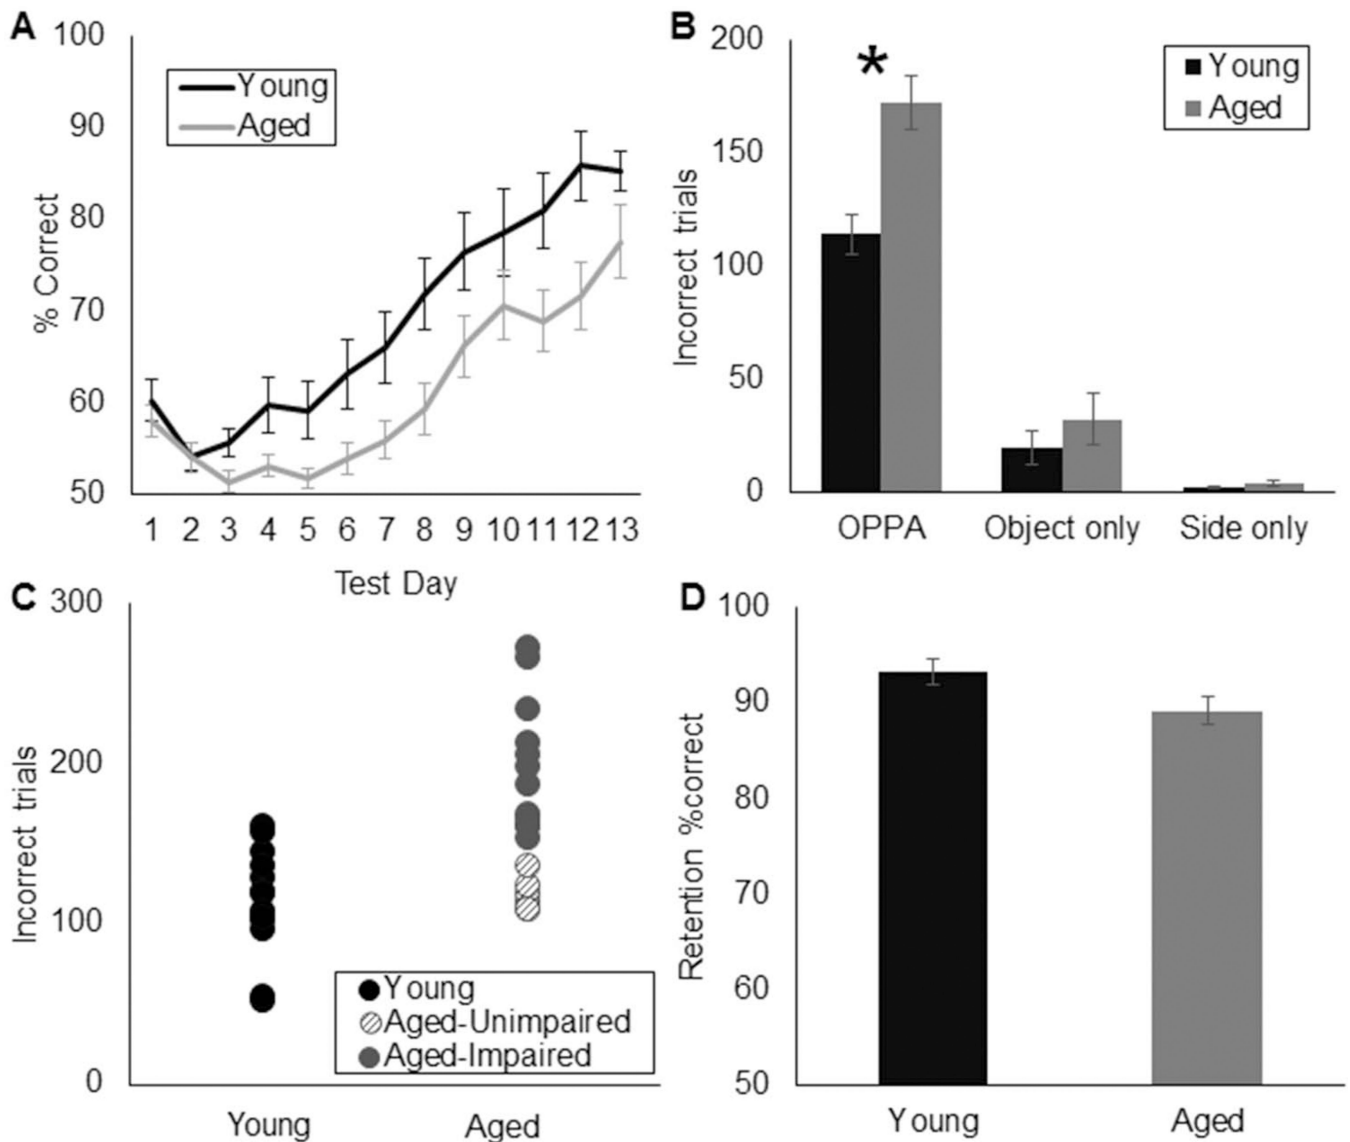 A
100
90
80
70
60
50
% Correct
Young
Aged
1 2 3 4 5 6 7 8 9 10 11 12 13
Test Day
B
200
150
100
50
0
Incorrect trials
*
Young
Aged
OPPA Object only Side only
C
300
200
100
0
Incorrect trials
Young
Aged-Unimpaired
Aged-Impaired
Young Aged
D
100
90
80
70
60
50
Retention %correct
Young Aged